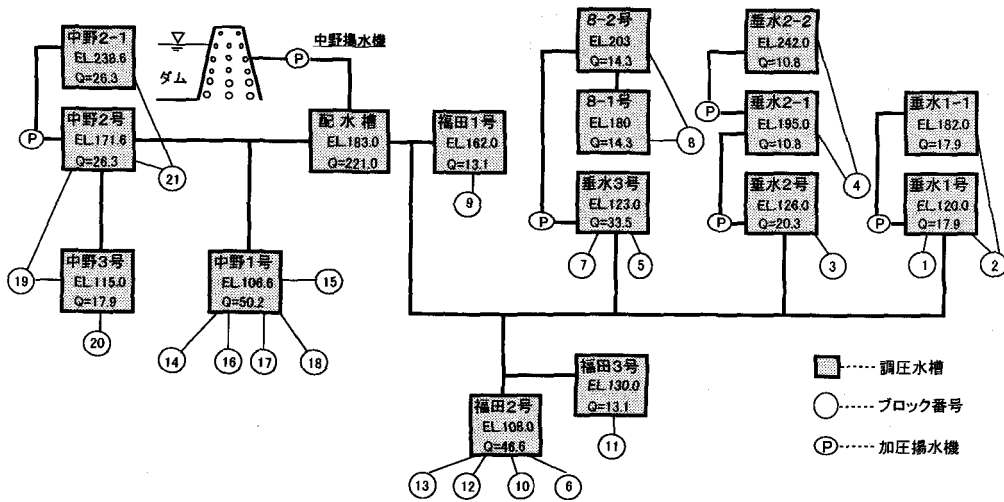 中野2-1
EL.238.6
Q=26.3
ダム
P
中野揚水機
P
中野2号
EL.171.6
Q=26.3
21
配水槽
EL.183.0
Q=221.0
福田1号
EL.162.0
Q=13.1
9
8-2号
EL.203
Q=14.3
8-1号
EL.180
Q=14.3
8
垂水3号
EL.123.0
Q=33.5
P
7
5
垂水2-2
EL.242.0
Q=10.8
P
垂水2-1
EL.195.0
Q=10.8
4
P
垂水2号
EL.126.0
Q=20.3
3
垂水1-1
EL.182.0
Q=17.9
P
垂水1号
EL.120.0
Q=17.9
1
2
19
中野3号
EL.115.0
Q=17.9
20
中野1号
EL.106.6
Q=50.2
15
14
16
17
18
福田3号
EL.130.0
Q=13.1
11
福田2号
EL.108.0
Q=46.6
13
12
10
6
調圧水槽
ブロック番号
P
加圧揚水機